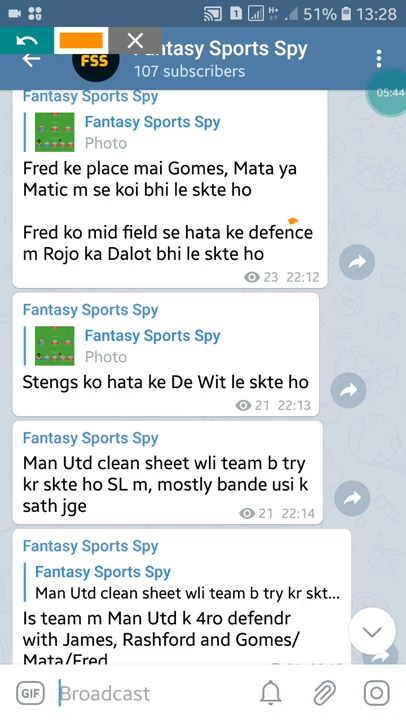 1 H+ 51% 13:28
Fantasy Sports Spy
FSS
107 subscribers
05:44
Fantasy Sports Spy
Fantasy Sports Spy
Photo
Fred ke place mai Gomes, Mata ya
Matic m se koi bhi le skte ho
Fred ko mid field se hata ke defence
m Rojo ka Dalot bhi le skte ho
23 22:12
Fantasy Sports Spy
Fantasy Sports Spy
Photo
Stengs ko hata ke De Wit le skte ho
21 22:13
Fantasy Sports Spy
Man Utd clean sheet wli team b try
kr skte ho SL m, mostly bande usi k
sath jge
21 22:14
Fantasy Sports Spy
Fantasy Sports Spy
Man Utd clean sheet wli team b try kr skt...
Is team m Man Utd k 4ro defendr
with James, Rashford and Gomes/
Mata/Fred
GIF Broadcast